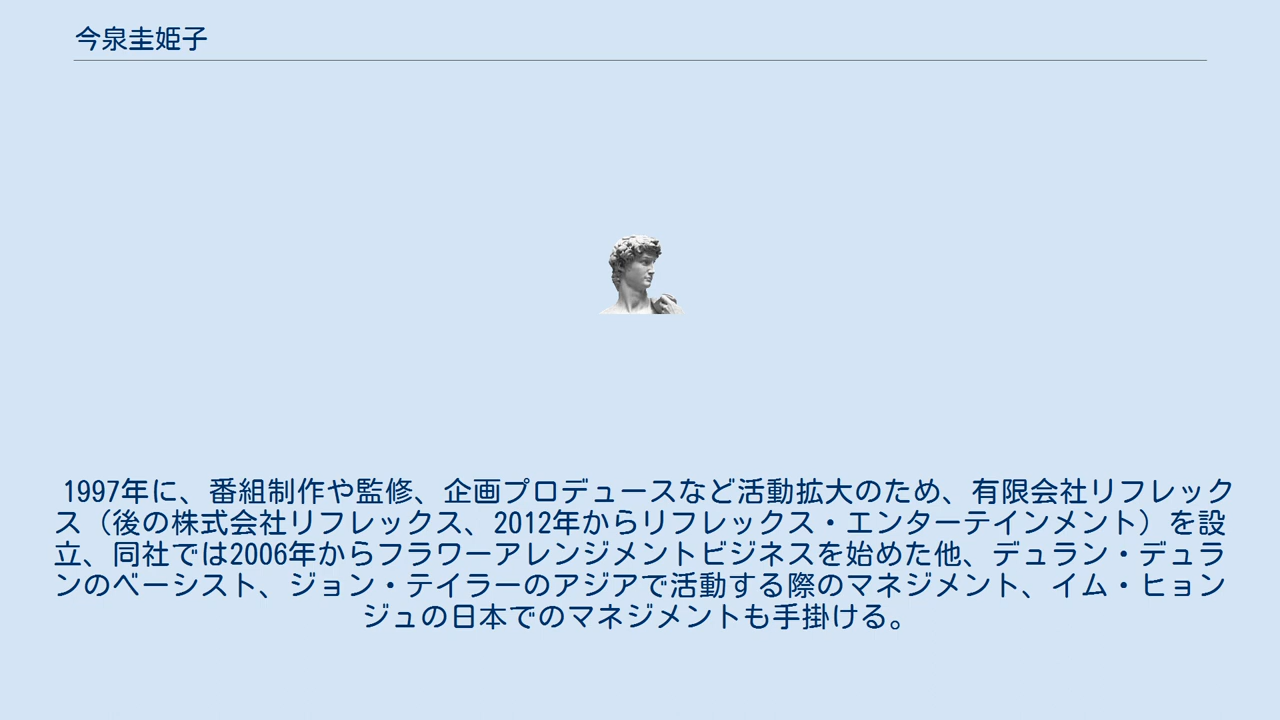 今泉圭姫子
1997年に、番組制作や監修、企画プロデュースなど活動拡大のため、有限会社リフレック
ス（後の株式会社リフレックス、2012年からリフレックス・エンターテインメント）を設
立、同社では2006年からフラワーアレンジメントビジネスを始めた他、デュラン・デュラ
ンのベーシスト、ジョン・テイラーのアジアで活動する際のマネジメント、イム・ヒョン
ジュの日本でのマネジメントも手掛ける。